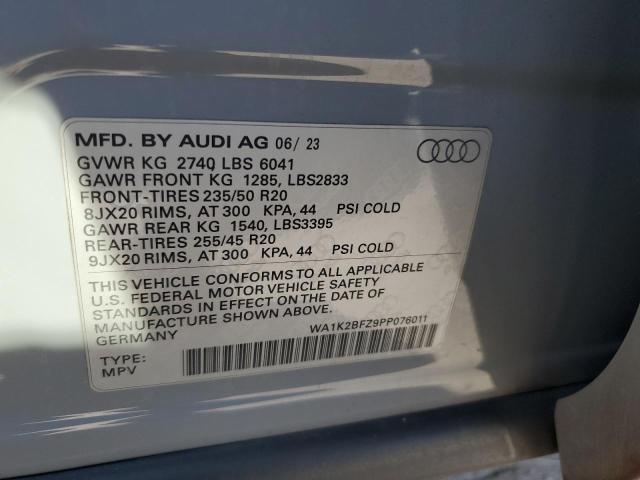 MFD. BY AUDI AG 06/ 23
GVWR KG 2740 LBS 6041
GAWR FRONT KG 1285, LBS2833
FRONT-TIRES 235/50 R20
8JX20 RIMS, AT 300 KPA, 44 PSI COLD
GAWR REAR KG 1540, LBS3395
REAR-TIRES 255/45 R20
9JX20 RIMS, AT 300 KPA, 44 PSI COLD
THIS VEHICLE CONFORMS TO ALL APPLICABLE
U.S. FEDERAL MOTOR VEHICLE SAFETY
STANDARDS IN EFFECT ON THE DATE OF
MANUFACTURE SHOWN ABOVE.
GERMANY
WA1K2BFZ9PP076011
TYPE:
MPV